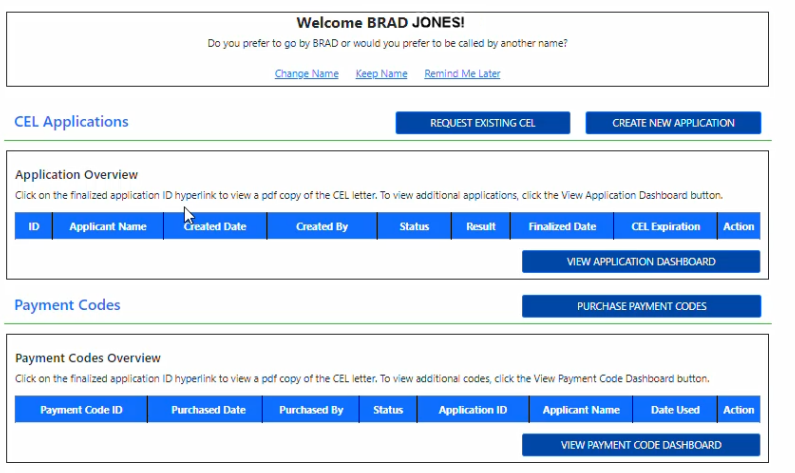 Welcome BRAD JONES!
Do you prefer to go by BRAD or would you prefer to be called by another name?
Change Name Keep Name Remind Me Later
CEL Applications REQUEST EXISTING CEL CREATE NEW APPLICATION
Application Overview
Click on the finalized application ID hyperlink to view a pdf copy of the CEL letter. To view additional applications, click the View Application Dashboard button.
ID Applicant Name Created Date Created By Status Result Finalized Date CEL Expiration Action
VIEW APPLICATION DASHBOARD
Payment Codes PURCHASE PAYMENT CODES
Payment Codes Overview
Click on the finalized application ID hyperlink to view a pdf copy of the CEL letter. To view additional codes, click the View Payment Code Dashboard button.
Payment Code ID Purchased Date Purchased By Status Application ID Applicant Name Date Used Action
VIEW PAYMENT CODE DASHBOARD